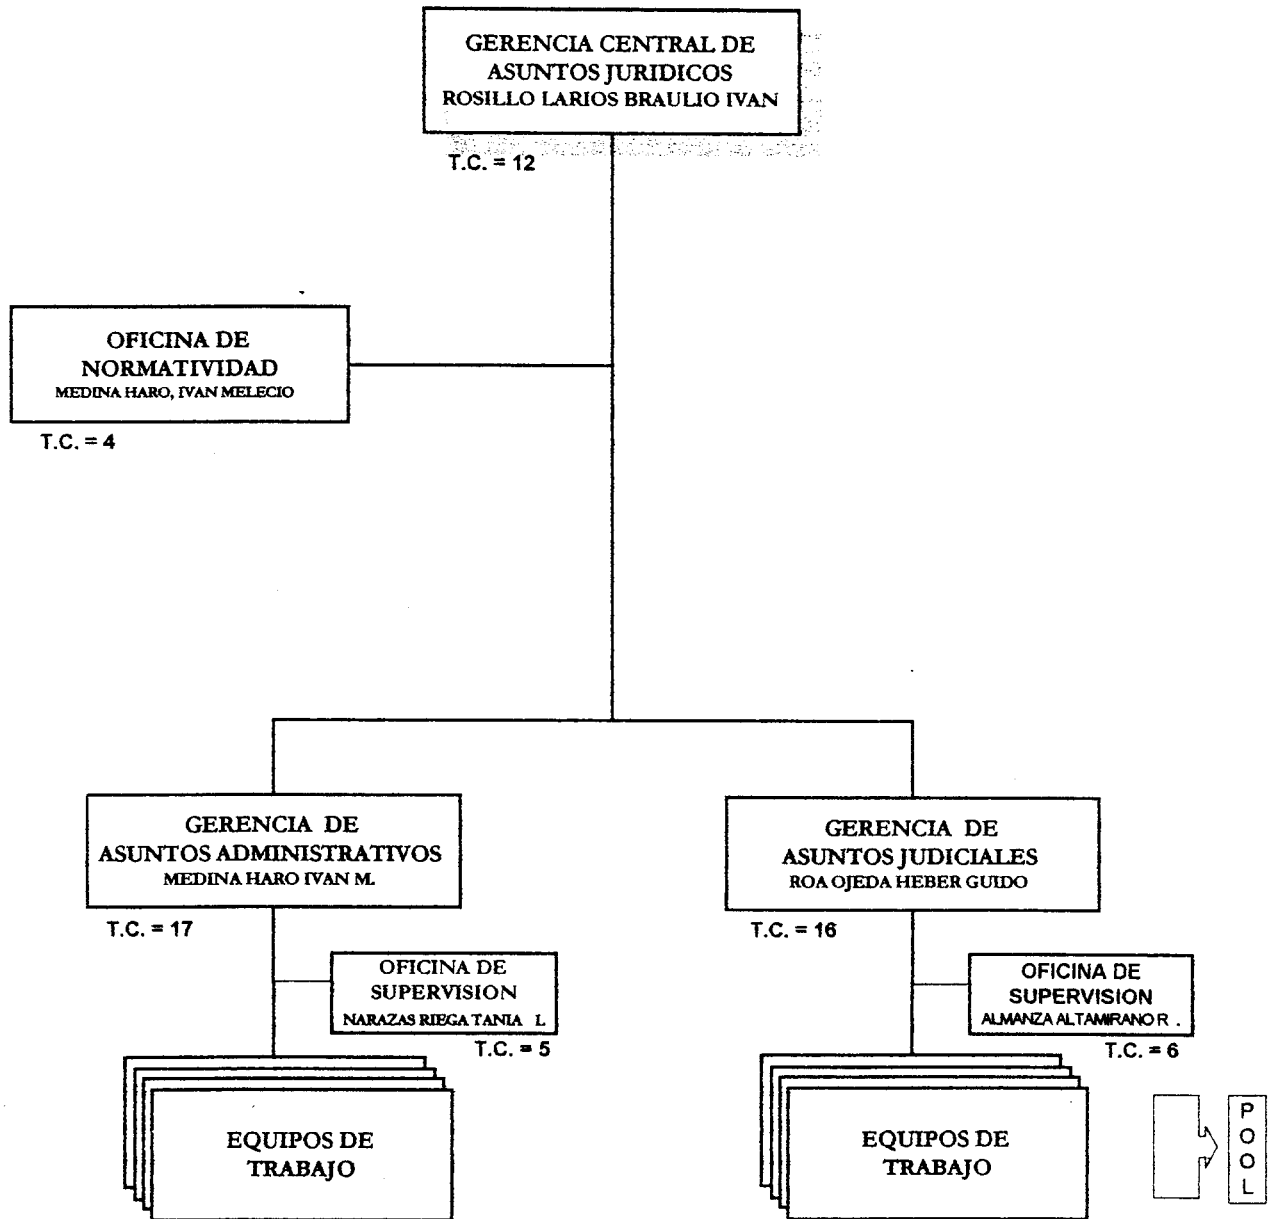 GERENCIA CENTRAL DE
ASUNTOS JURIDICOS
ROSILLO LARIOS BRAULIO IVAN
T.C. = 12
OFICINA DE
NORMATIVIDAD
MEDINA HARO, IVAN MELECIO
T.C. = 4
GERENCIA DE
ASUNTOS ADMINISTRATIVOS
MEDINA HARO IVAN M.
T.C. = 17
OFICINA DE
SUPERVISION
NARAZAS RIEGA TANIA L
T.C. = 5
EQUIPOS DE
TRABAJO
GERENCIA DE
ASUNTOS JUDICIALES
ROA OJEDA HEBER GUIDO
T.C. = 16
OFICINA DE
SUPERVISION
ALMANZA ALTAMIRANO R .
T.C. = 6
EQUIPOS DE
TRABAJO
P
O
O
L